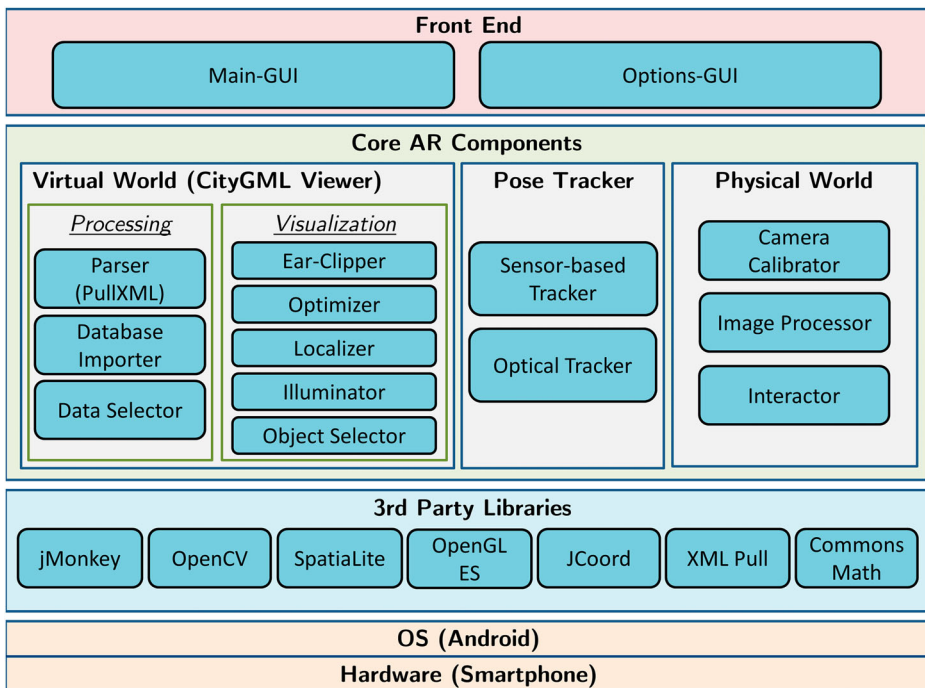 Front End
Main-GUI
Options-GUI
Core AR Components
Virtual World (CityGML Viewer)
Processing
Parser
(PullXML)
Database
Importer
Data Selector
Visualization
Ear-Clipper
Optimizer
Localizer
Illuminator
Object Selector
Pose Tracker
Sensor-based
Tracker
Optical Tracker
Physical World
Camera
Calibrator
Image Processor
Interactor
3rd Party Libraries
jMonkey
OpenCV
SpatiaLite
OpenGL
ES
JCoord
XML Pull
Commons
Math
OS (Android)
Hardware (Smartphone)